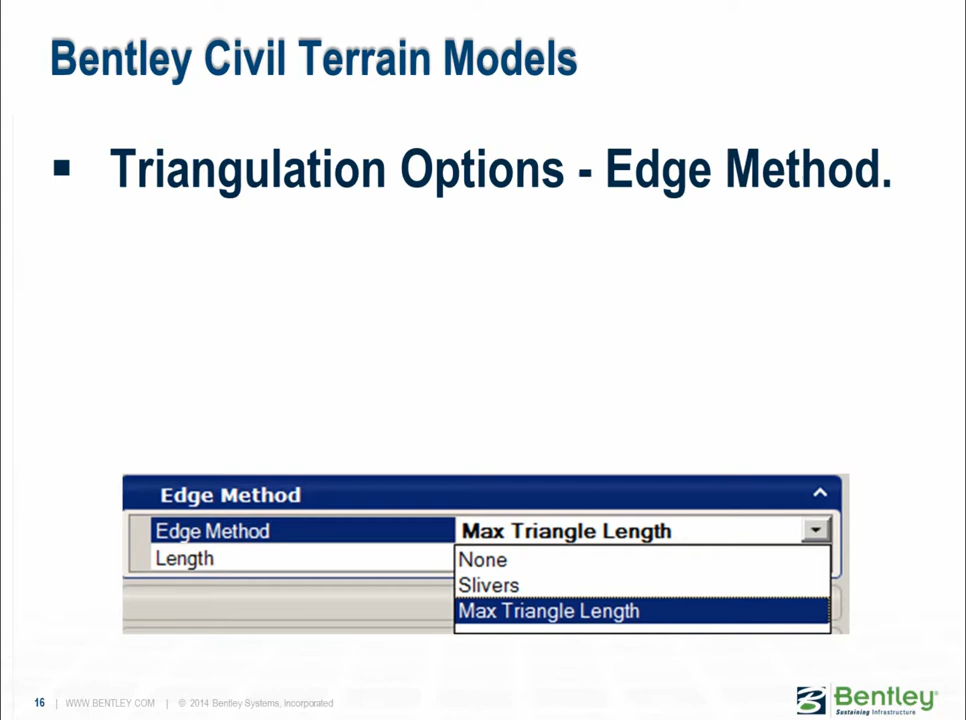 Bentley Civil Terrain Models
▪ Triangulation Options - Edge Method.
Edge Method
Edge Method Max Triangle Length
Length
None
Slivers
Max Triangle Length
16 | WWW.BENTLEY.COM | © 2014 Bentley Systems, Incorporated
Bentley®
Sustaining Infrastructure